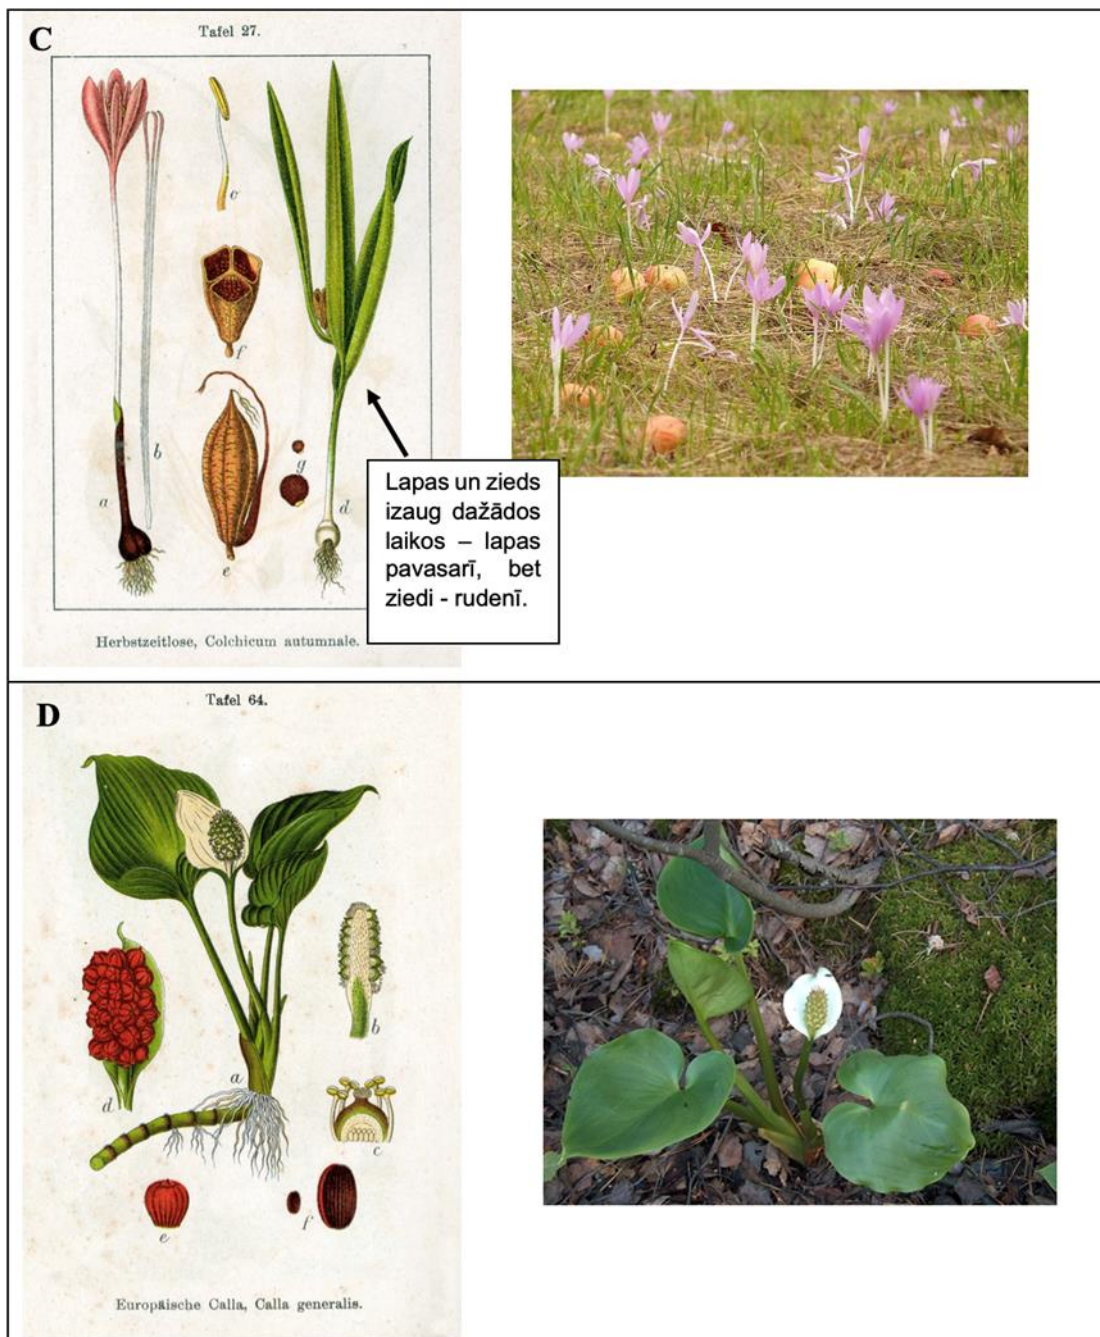 C
Tafel 27.
c
f
b
a
g
d
e
Lapas un zieds
izaug dažādos
laikos – lapas
pavasarī, bet
ziedi - rudenī.
Herbstzeitlose, Colchicum autumnale.
D
Tafel 64.
b
a
d
c
f
e
Europäische Calla, Calla generalis.